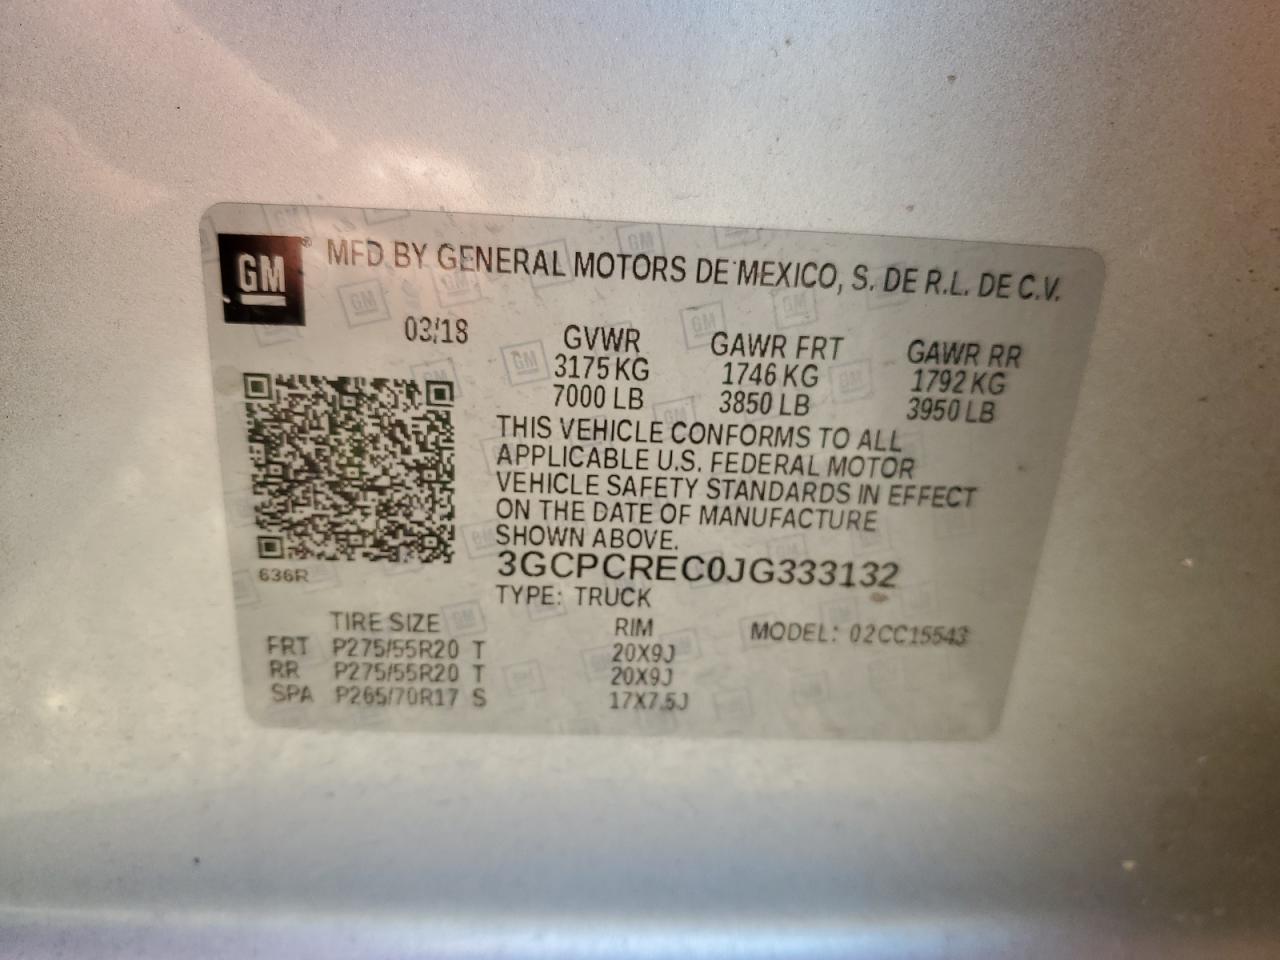 GM® MFD BY GENERAL MOTORS DE MEXICO, S. DE R.L. DE C.V.
03/18
GVWR GAWR FRT GAWR RR
3175 KG 1746 KG 1792 KG
7000 LB 3850 LB 3950 LB
THIS VEHICLE CONFORMS TO ALL
APPLICABLE U.S. FEDERAL MOTOR
VEHICLE SAFETY STANDARDS IN EFFECT
ON THE DATE OF MANUFACTURE
SHOWN ABOVE.
636R
3GCPCREC0JG333132
TYPE: TRUCK
TIRE SIZE RIM MODEL: 02CC15543
FRT P275/55R20 T 20X9J
RR P275/55R20 T 20X9J
SPA P265/70R17 S 17X7.5J